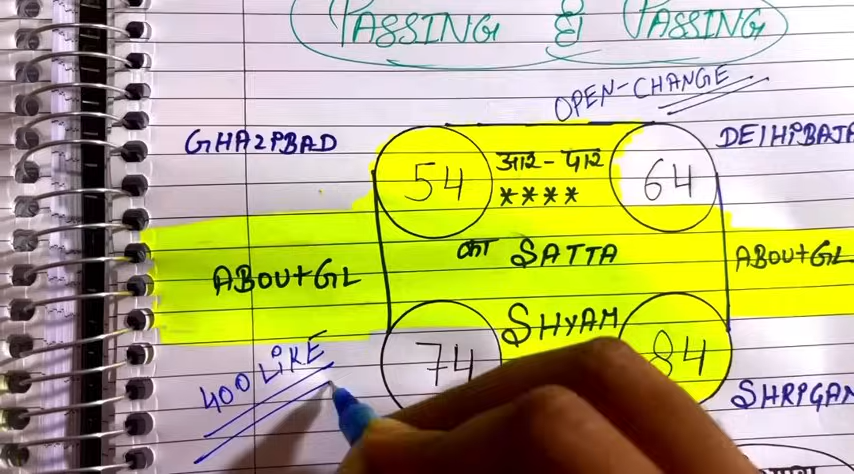 PASSING ही PASSING
OPEN-CHANGE
GHAZIBAD
DElHiBAJA
54 आर-पार 64
****
का SATTA
ABOUt GL
ABOUt GL
SHYAM
400 LiKE
74
84
SHRIGAN